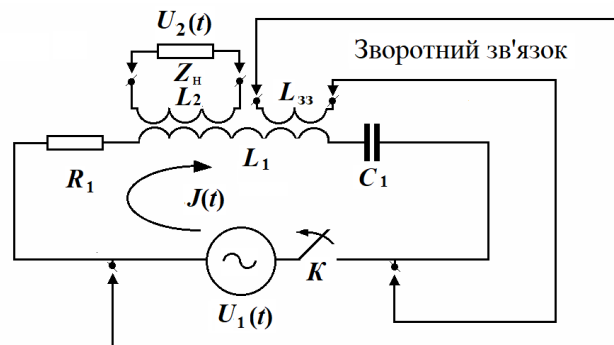 U₂(t)
Зворотний зв'язок
Zн
L₂
Lзз
R₁
L₁
C₁
J(t)
К
U₁(t)